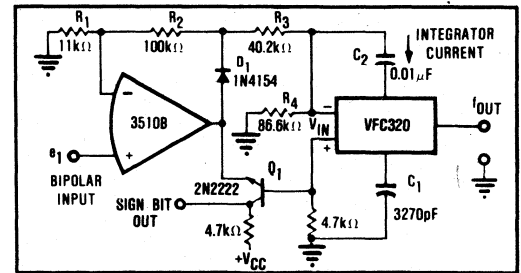 R1
11kΩ
R2
100kΩ
R3
40.2kΩ
INTEGRATOR
CURRENT
C2
0.01μF
D1
1N4154
R4
86.6kΩ
3510B
−
+
e1
BIPOLAR
INPUT
VIN
−
+
VFC320
fOUT
Q1
2N2222
SIGN BIT
OUT
4.7kΩ
+VCC
4.7kΩ
C1
3270pF